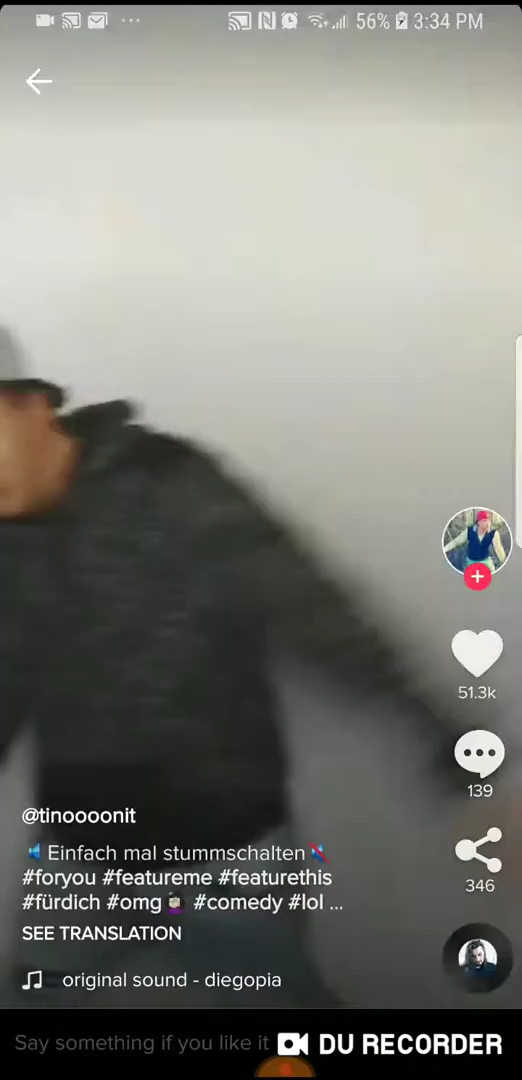 56% 3:34 PM
51.3k
139
346
@tinoooonit
Einfach mal stummschalten
#foryou #featureme #featurethis
#fürdich #omg #comedy #lol ...
SEE TRANSLATION
original sound - diegopia
Say something if you like it DU RECORDER